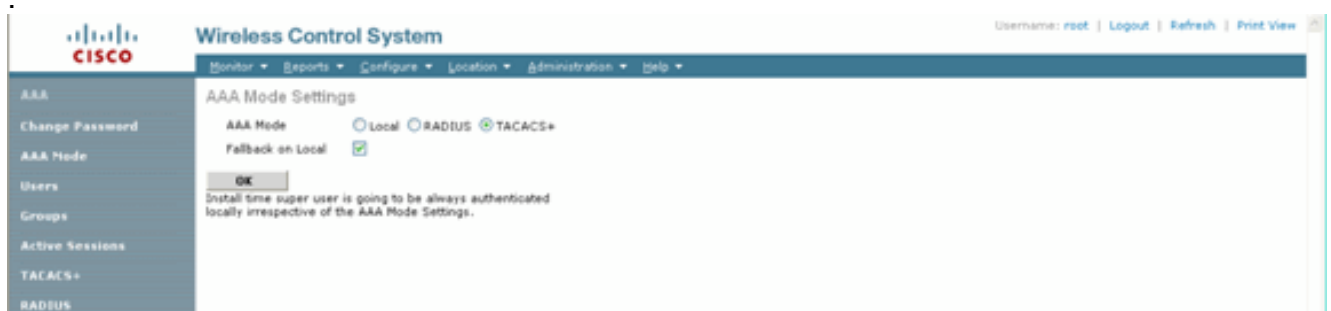 .
CISCO
Wireless Control System
Username: root | Logout | Refresh | Print View
Monitor Reports Configure Location Administration Help
AAA
Change Password
AAA Mode
Users
Groups
Active Sessions
TACACS+
RADIUS
AAA Mode Settings
AAA Mode Local RADIUS TACACS+
Fallback on Local
OK
Install time super user is going to be always authenticated
locally irrespective of the AAA Mode Settings.